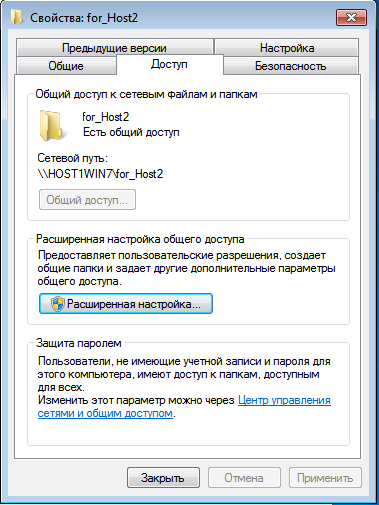 Свойства: for_Host2
Предыдущие версии
Настройка
Общие
Доступ
Безопасность
Общий доступ к сетевым файлам и папкам
for_Host2
Есть общий доступ
Сетевой путь:
\\HOST1WIN7\for_Host2
Общий доступ...
Расширенная настройка общего доступа
Предоставляет пользовательские разрешения, создает
общие папки и задает другие дополнительные параметры
общего доступа.
Расширенная настройка...
Защита паролем
Пользователи, не имеющие учетной записи и пароля для
этого компьютера, имеют доступ к папкам, доступным
для всех.
Изменить этот параметр можно через Центр управления
сетями и общим доступом.
Закрыть
Отмена
Применить